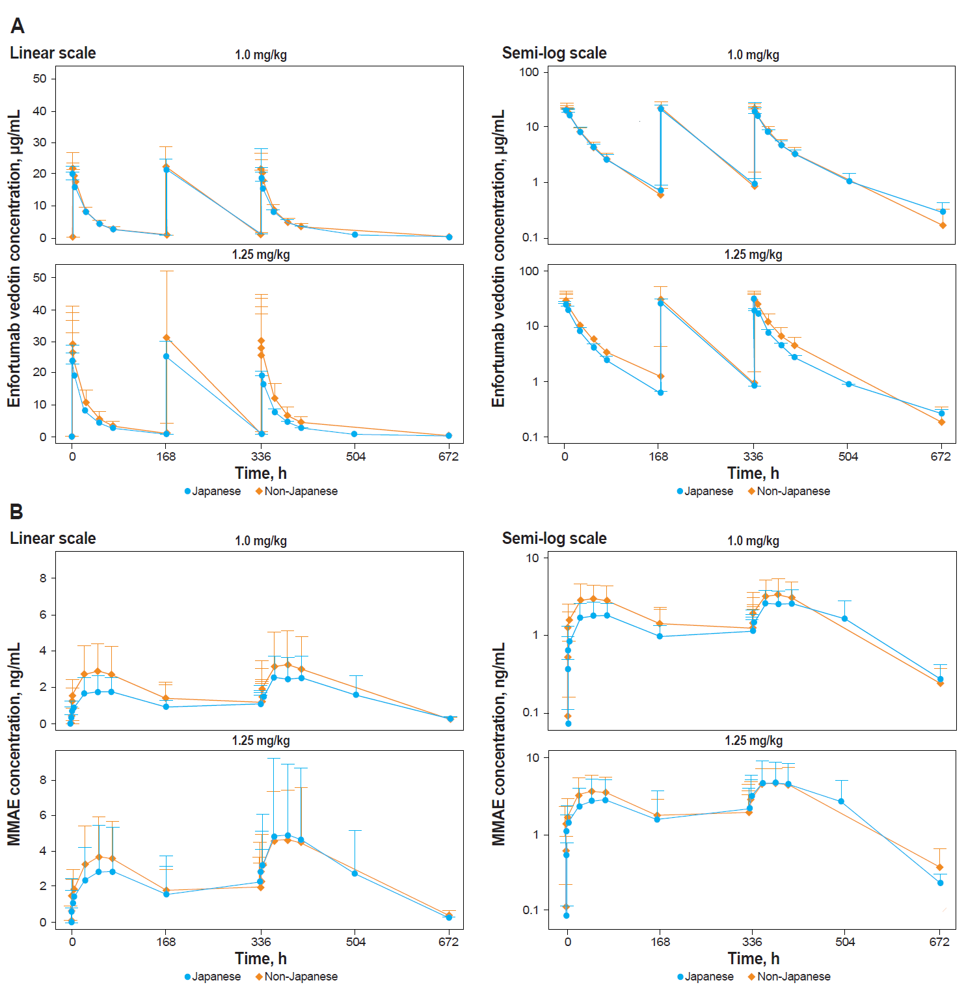 A
Linear scale
1.0 mg/kg
Semi-log scale
1.0 mg/kg
Enfortumab vedotin concentration, µg/mL
50
40
30
20
10
0
1.25 mg/kg
50
40
30
20
10
0
0 168 336 504 672
Time, h
Japanese Non-Japanese
Enfortumab vedotin concentration, µg/mL
100
10
1
0.1
1.25 mg/kg
100
10
1
0.1
0 168 336 504 672
Time, h
Japanese Non-Japanese
B
Linear scale
1.0 mg/kg
Semi-log scale
1.0 mg/kg
MMAE concentration, ng/mL
8
6
4
2
0
1.25 mg/kg
8
6
4
2
0
0 168 336 504 672
Time, h
Japanese Non-Japanese
MMAE concentration, ng/mL
10
1
0.1
1.25 mg/kg
10
1
0.1
0 168 336 504 672
Time, h
Japanese Non-Japanese